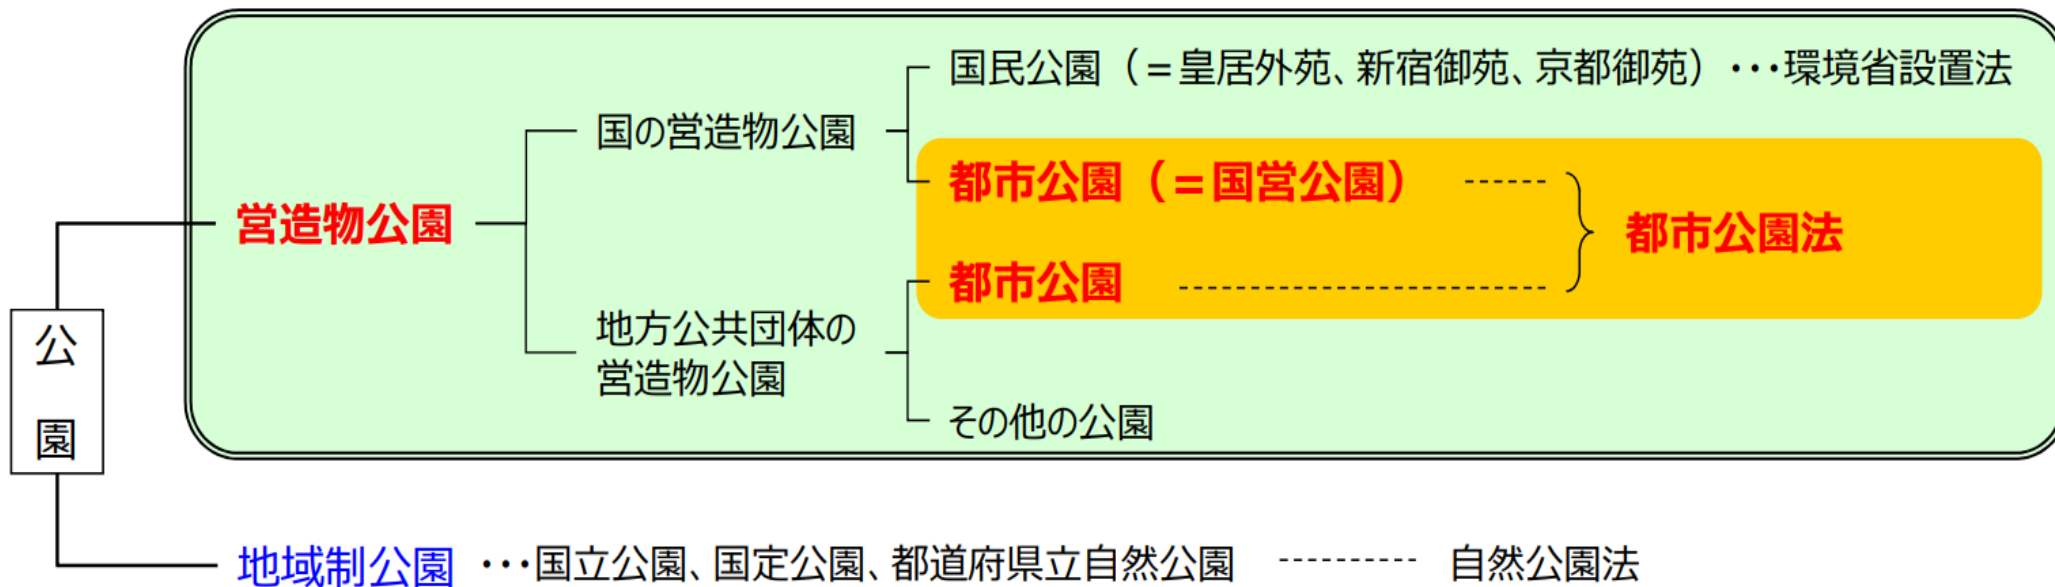 国民公園（＝皇居外苑、新宿御苑、京都御苑）・・・環境省設置法
国の営造物公園
都市公園（＝国営公園）
営造物公園
都市公園法
都市公園
地方公共団体の
営造物公園
その他の公園
公
園
地域制公園・・・国立公園、国定公園、都道府県立自然公園 自然公園法